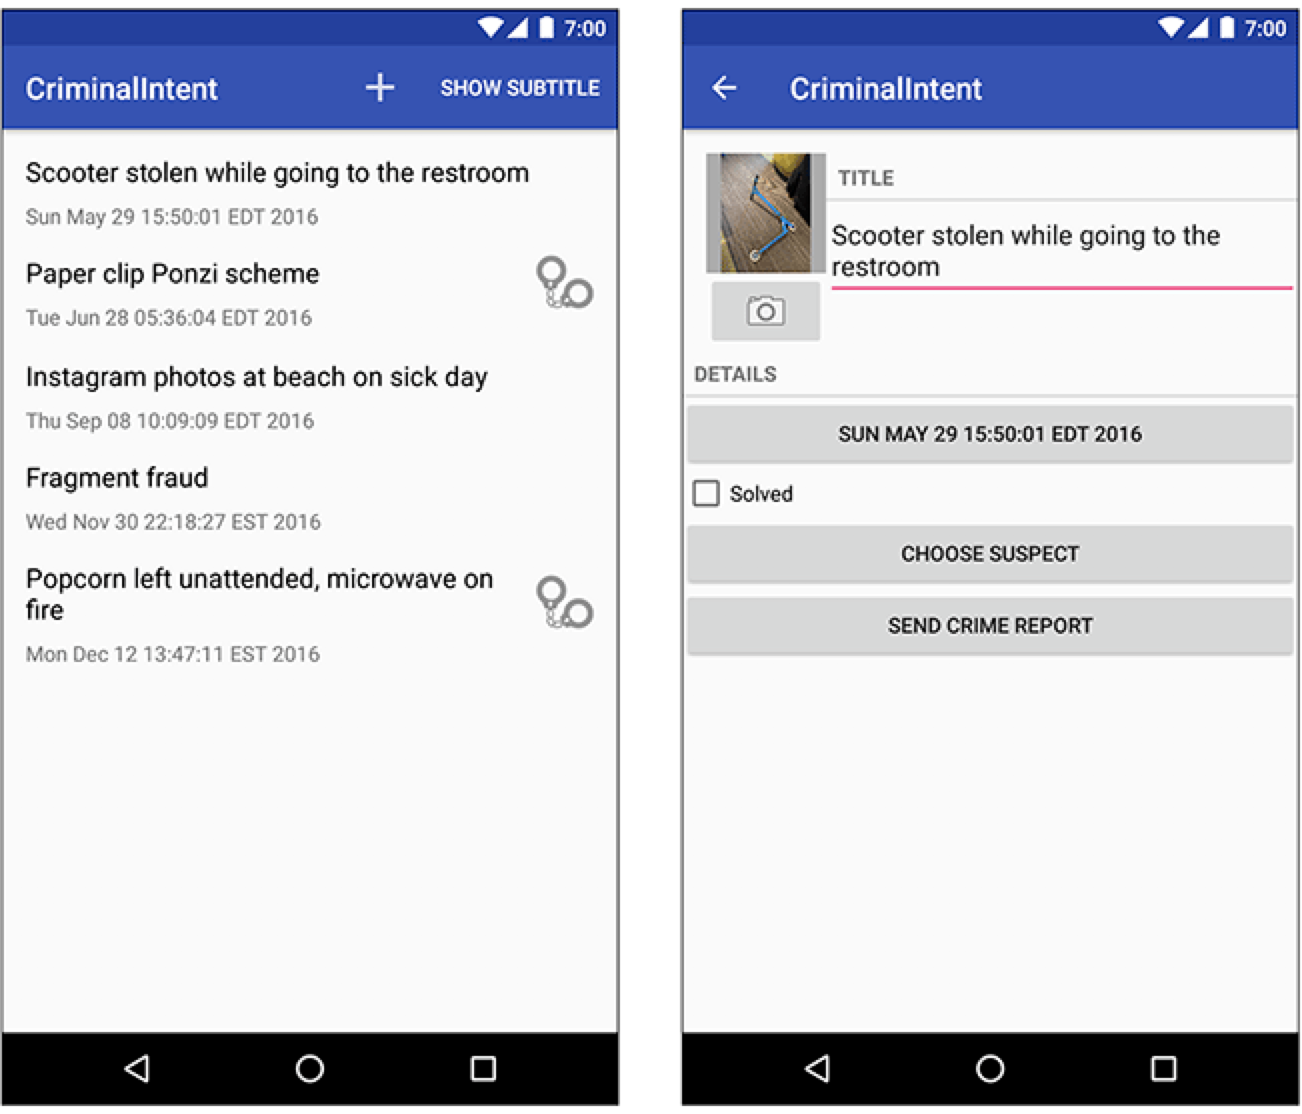 7:00
CriminalIntent
SHOW SUBTITLE
Scooter stolen while going to the restroom
Sun May 29 15:50:01 EDT 2016
Paper clip Ponzi scheme
Tue Jun 28 05:36:04 EDT 2016
Instagram photos at beach on sick day
Thu Sep 08 10:09:09 EDT 2016
Fragment fraud
Wed Nov 30 22:18:27 EST 2016
Popcorn left unattended, microwave on
fire
Mon Dec 12 13:47:11 EST 2016
7:00
CriminalIntent
TITLE
Scooter stolen while going to the
restroom
DETAILS
SUN MAY 29 15:50:01 EDT 2016
Solved
CHOOSE SUSPECT
SEND CRIME REPORT